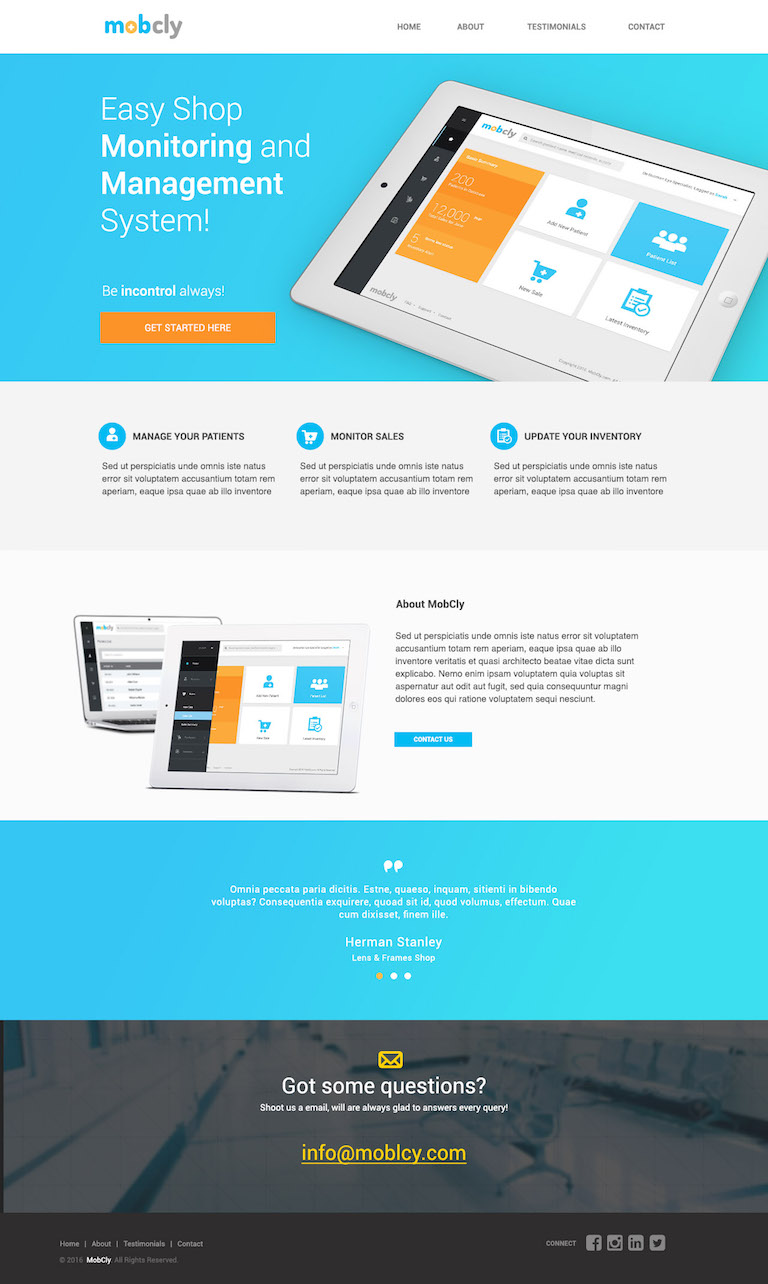 mobcly
HOME ABOUT TESTIMONIALS CONTACT
Easy Shop
Monitoring and
Management
System!
Be incontrol always!
GET STARTED HERE
mobcly
200
12,000
5
Add New Patient
Patient List
New Sale
Latest Inventory
mobcly
FAQ Support Contact
MANAGE YOUR PATIENTS
Sed ut perspiciatis unde omnis iste natus
error sit voluptatem accusantium totam rem
aperiam, eaque ipsa quae ab illo inventore
MONITOR SALES
Sed ut perspiciatis unde omnis iste natus
error sit voluptatem accusantium totam rem
aperiam, eaque ipsa quae ab illo inventore
UPDATE YOUR INVENTORY
Sed ut perspiciatis unde omnis iste natus
error sit voluptatem accusantium totam rem
aperiam, eaque ipsa quae ab illo inventore
mobcly
Add New Patient
Patient List
New Sale
Latest Inventory
About MobCly
Sed ut perspiciatis unde omnis iste natus error sit voluptatem
accusantium totam rem aperiam, eaque ipsa quae ab illo
inventore veritatis et quasi architecto beatae vitae dicta sunt
explicabo. Nemo enim ipsam voluptatem quia voluptas sit
aspernatur aut odit aut fugit, sed quia consequuntur magni
dolores eos qui ratione voluptatem sequi nesciunt.
CONTACT US
Omnia peccata paria dicitis. Estne, quaeso, inquam, sitienti in bibendo
voluptas? Consequentia exquirere, quoad sit id, quod volumus, effectum. Quae
cum dixisset, finem ille.
Herman Stanley
Lens & Frames Shop
Got some questions?
Shoot us a email, will are always glad to answers every query!
info@moblcy.com
Home | About | Testimonials | Contact
© 2016 MobCly. All Rights Reserved.
CONNECT